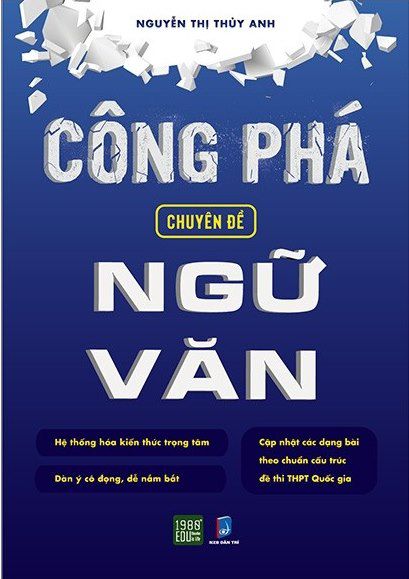 NGUYỄN THỊ THÙY ANH
CÔNG PHÁ
CHUYÊN ĐỀ
NGỮ
VĂN
Hệ thống hóa kiến thức trọng tâm
Dàn ý cô đọng, dễ nắm bắt
Cập nhật các dạng bài
theo chuẩn cấu trúc
đề thi THPT Quốc gia
1980
EDU
NXB DÂN TRÍ